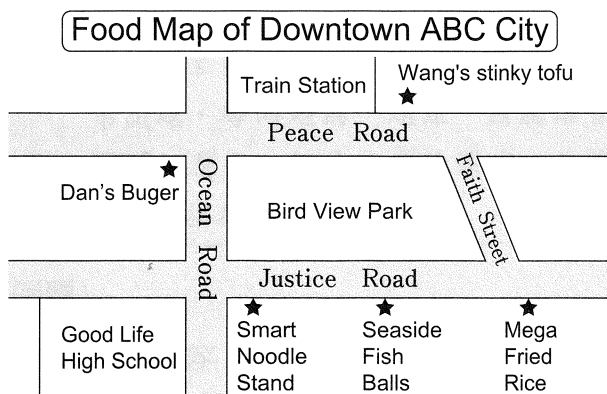 Food Map of Downtown ABC City
Train Station
Wang's stinky tofu
Peace Road
Dan's Buger
Ocean Road
Bird View Park
Faith Street
Justice Road
Good Life
High School
Smart
Noodle
Stand
Seaside
Fish
Balls
Mega
Fried
Rice